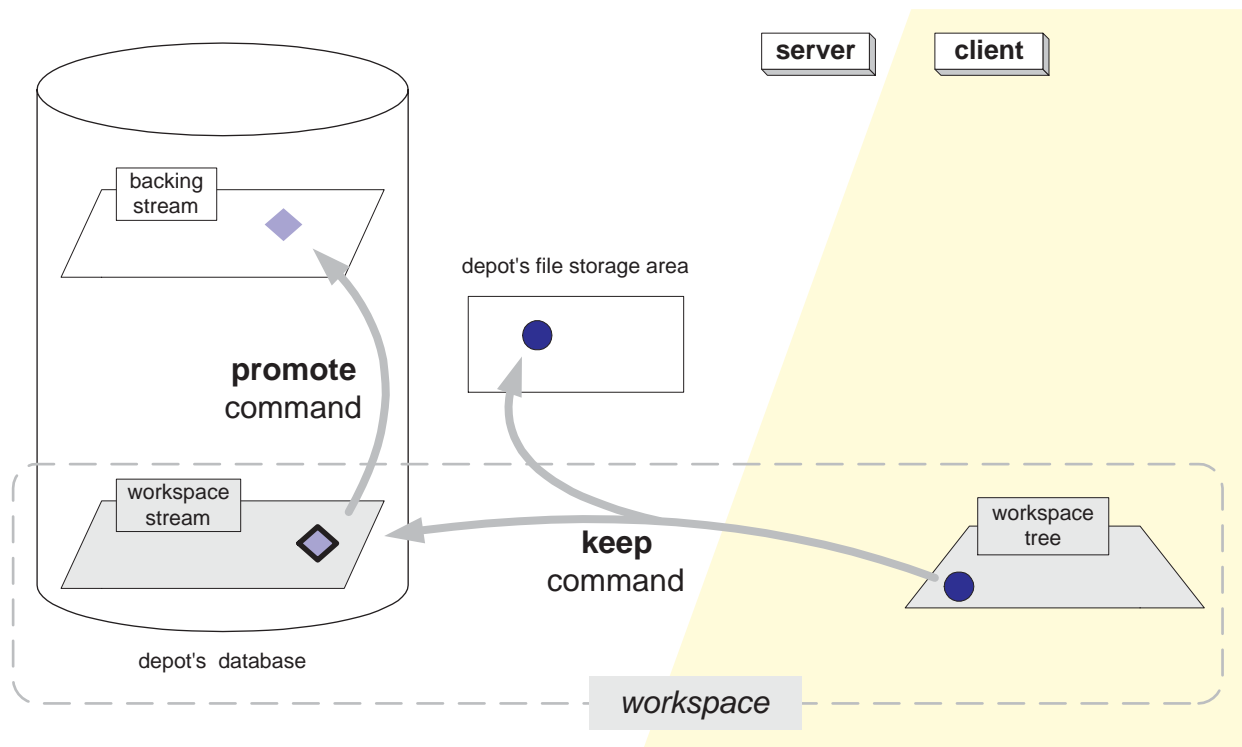 server
client
backing
stream
depot's file storage area
promote
command
workspace
stream
workspace
tree
keep
command
depot's database
workspace